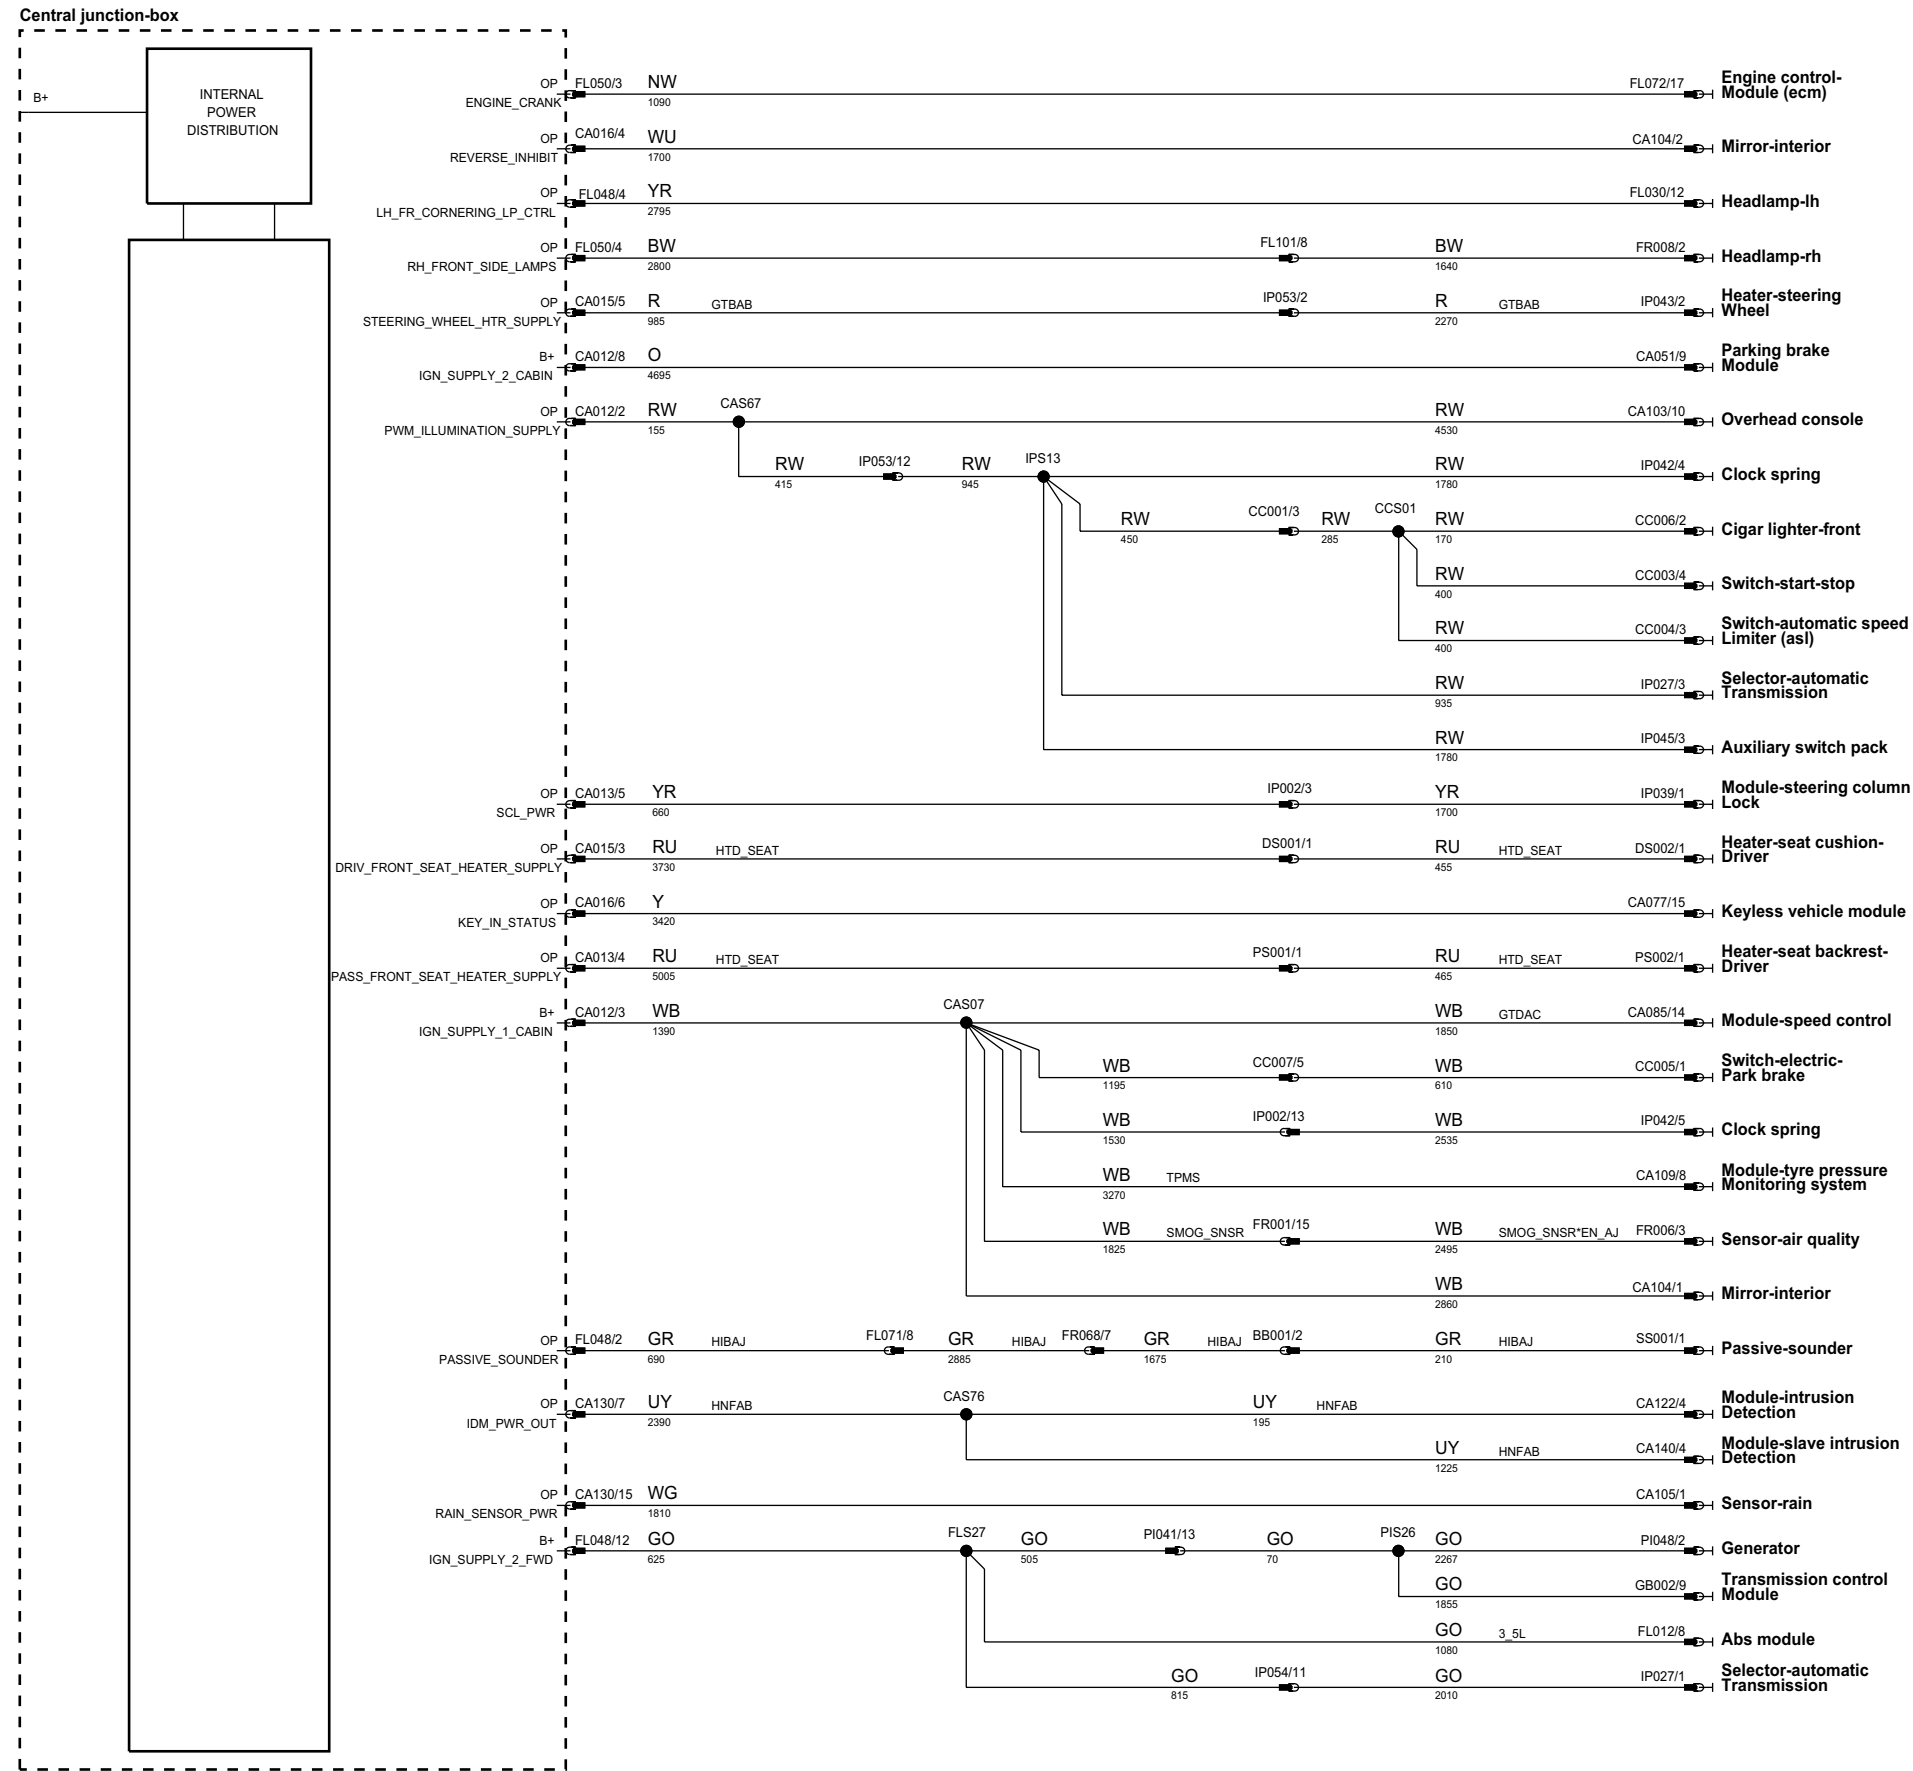 Central junction-box
B+
INTERNAL
POWER
DISTRIBUTION
OP FL050/3 NW FL072/17 Engine control-
ENGINE_CRANK 1090 Module (ecm)
OP CA016/4 WU CA104/2 Mirror-interior
REVERSE_INHIBIT 1700
OP FL048/4 YR FL030/12 Headlamp-lh
LH_FR_CORNERING_LP_CTRL 2795
OP FL050/4 BW FL101/8 BW FR008/2 Headlamp-rh
RH_FRONT_SIDE_LAMPS 2800 1640
OP CA015/5 R GTBAB IP053/2 R GTBAB IP043/2 Heater-steering
STEERING_WHEEL_HTR_SUPPLY 985 2270 Wheel
B+ CA012/8 O CA051/9 Parking brake
IGN_SUPPLY_2_CABIN 4695 Module
OP CA012/2 RW CAS67 RW CA103/10 Overhead console
PWM_ILLUMINATION_SUPPLY 155 4530
RW IP053/12 RW IPS13 RW IP042/4 Clock spring
415 945 1780
RW CC001/3 RW CCS01 RW CC006/2 Cigar lighter-front
450 285 170
RW CC003/4 Switch-start-stop
400
RW CC004/3 Switch-automatic speed
400 Limiter (asl)
RW IP027/3 Selector-automatic
935 Transmission
RW IP045/3 Auxiliary switch pack
1780
OP CA013/5 YR IP002/3 YR IP039/1 Module-steering column
SCL_PWR 660 1700 Lock
OP CA015/3 RU HTD_SEAT DS001/1 RU HTD_SEAT DS002/1 Heater-seat cushion-
DRIV_FRONT_SEAT_HEATER_SUPPLY 3730 455 Driver
OP CA016/6 Y CA077/15 Keyless vehicle module
KEY_IN_STATUS 3420
OP CA013/4 RU HTD_SEAT PS001/1 RU HTD_SEAT PS002/1 Heater-seat backrest-
PASS_FRONT_SEAT_HEATER_SUPPLY 5005 465 Driver
B+ CA012/3 WB CAS07 WB GTDAC CA085/14 Module-speed control
IGN_SUPPLY_1_CABIN 1390 1850
WB CC007/5 WB CC005/1 Switch-electric-
1195 610 Park brake
WB IP002/13 WB IP042/5 Clock spring
1530 2535
WB TPMS CA109/8 Module-tyre pressure
3270 Monitoring system
WB SMOG_SNSR FR001/15 WB SMOG_SNSR*EN_AJ FR006/3 Sensor-air quality
1825 2495
WB CA104/1 Mirror-interior
2860
OP FL048/2 GR HIBAJ FL071/8 GR HIBAJ FR068/7 GR HIBAJ BB001/2 GR HIBAJ SS001/1 Passive-sounder
PASSIVE_SOUNDER 690 2885 1675 210
OP CA130/7 UY HNFAB CAS76 UY HNFAB CA122/4 Module-intrusion
IDM_PWR_OUT 2390 195 Detection
UY HNFAB CA140/4 Module-slave intrusion
1225 Detection
OP CA130/15 WG CA105/1 Sensor-rain
RAIN_SENSOR_PWR 1810
B+ FL048/12 GO FLS27 GO PI041/13 GO PIS26 GO PI048/2 Generator
IGN_SUPPLY_2_FWD 625 505 70 2267
GO GB002/9 Transmission control
1855 Module
GO 3_5L FL012/8 Abs module
1080
GO IP054/11 GO IP027/1 Selector-automatic
815 2010 Transmission